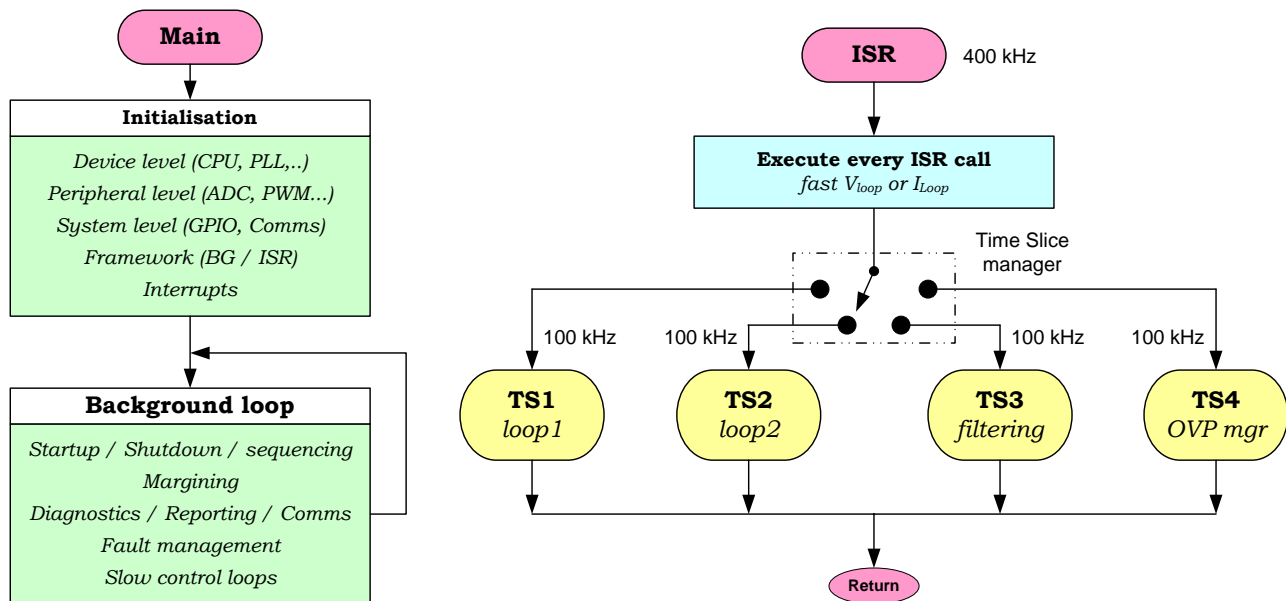 Main
Initialisation
Device level (CPU, PLL,..)
Peripheral level (ADC, PWM...)
System level (GPIO, Comms)
Framework (BG / ISR)
Interrupts
Background loop
Startup / Shutdown / sequencing
Margining
Diagnostics / Reporting / Comms
Fault management
Slow control loops
ISR
400 kHz
Execute every ISR call
fast Vloop or ILoop
Time Slice
manager
100 kHz
100 kHz
100 kHz
100 kHz
TS1
loop1
TS2
loop2
TS3
filtering
TS4
OVP mgr
Return